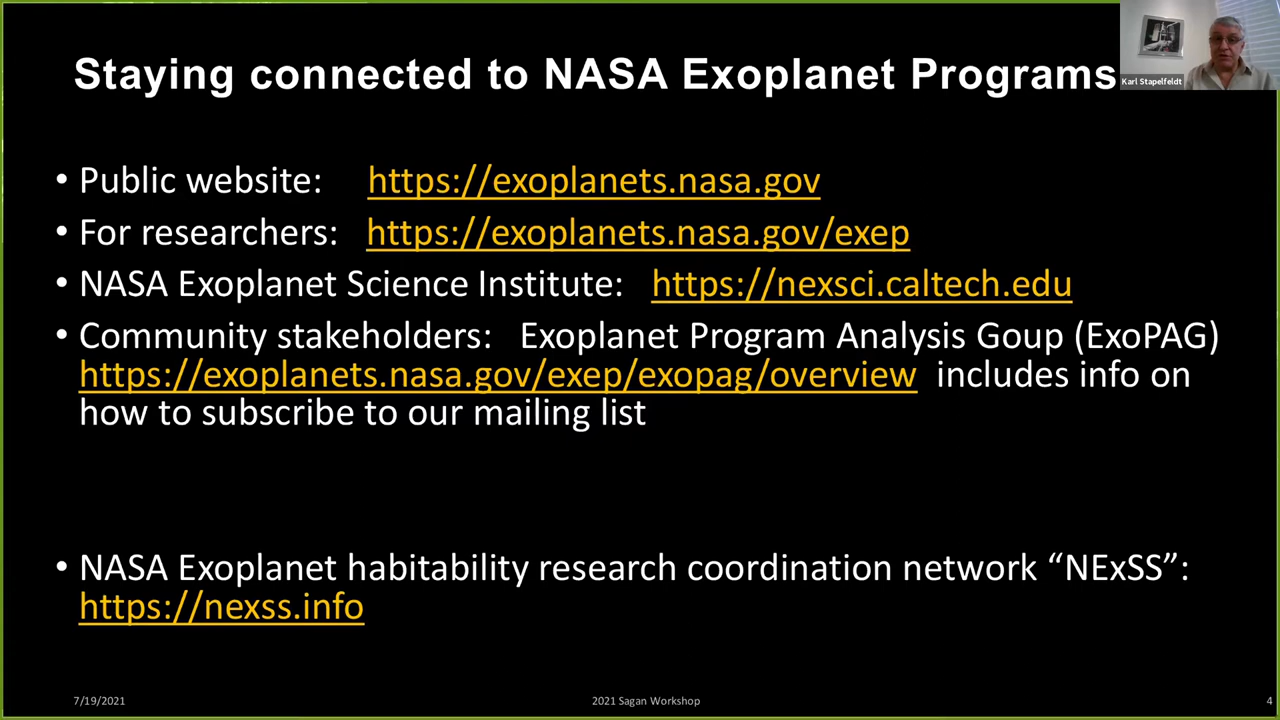 Staying connected to NASA Exoplanet Programs
Karl Stapelfeldt
• Public website: https://exoplanets.nasa.gov
• For researchers: https://exoplanets.nasa.gov/exep
• NASA Exoplanet Science Institute: https://nexsci.caltech.edu
• Community stakeholders: Exoplanet Program Analysis Goup (ExoPAG)
https://exoplanets.nasa.gov/exep/exopag/overview includes info on
how to subscribe to our mailing list
• NASA Exoplanet habitability research coordination network “NExSS”:
https://nexss.info
7/19/2021
2021 Sagan Workshop
4